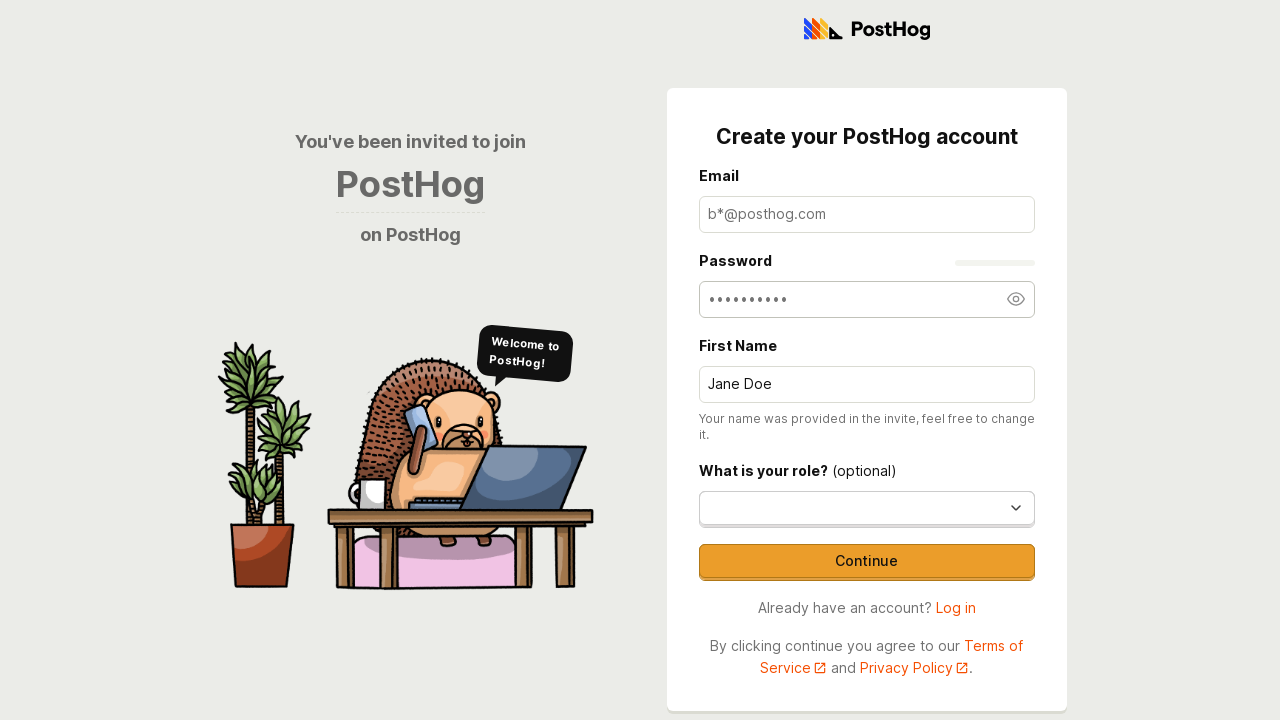 PostHog
You've been invited to join
PostHog
on PostHog
Welcome to
PostHog!
Create your PostHog account
Email
b*@posthog.com
Password
••••••••••
First Name
Jane Doe
Your name was provided in the invite, feel free to change
it.
What is your role? (optional)
Continue
Already have an account? Log in
By clicking continue you agree to our Terms of
Service and Privacy Policy.